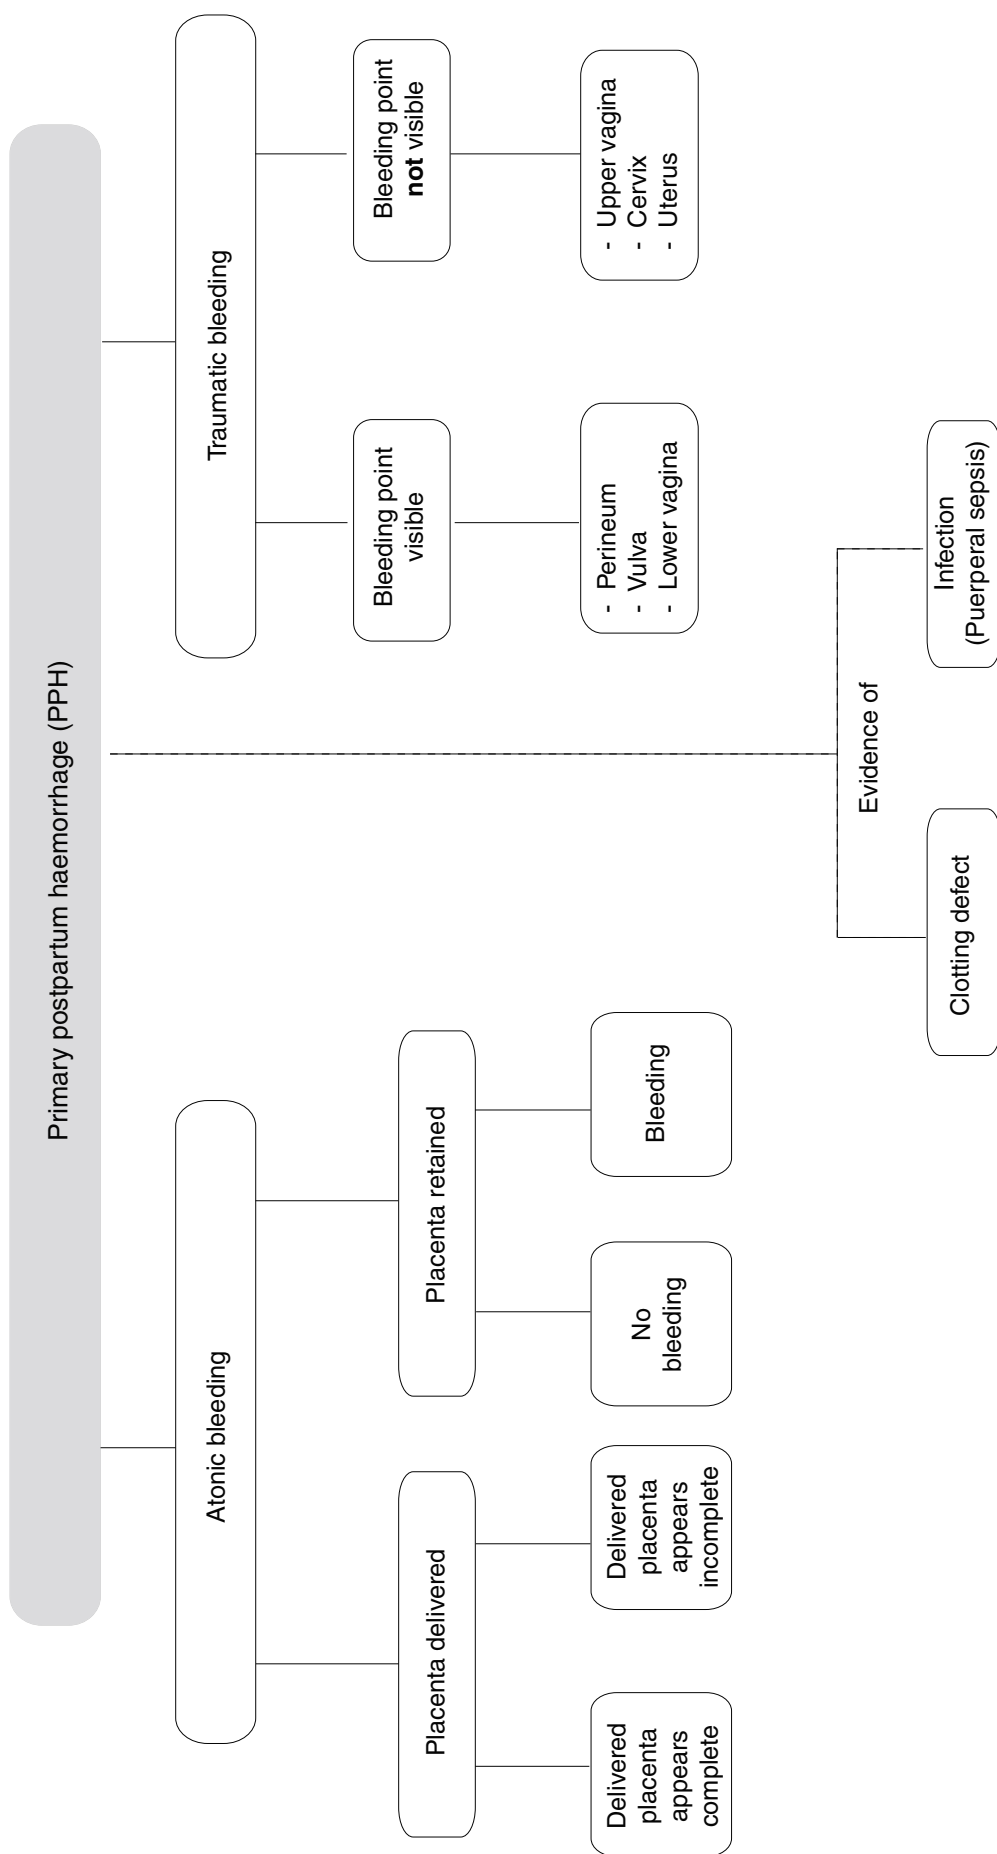 Primary postpartum haemorrhage (PPH)
Atonic bleeding
Traumatic bleeding
Placenta delivered
Placenta retained
Bleeding point
visible
Bleeding point
not visible
Delivered
placenta
appears
complete
Delivered
placenta
appears
incomplete
No
bleeding
Bleeding
- Perineum
- Vulva
- Lower vagina
- Upper vagina
- Cervix
- Uterus
Evidence of
Clotting defect
Infection
(Puerperal sepsis)